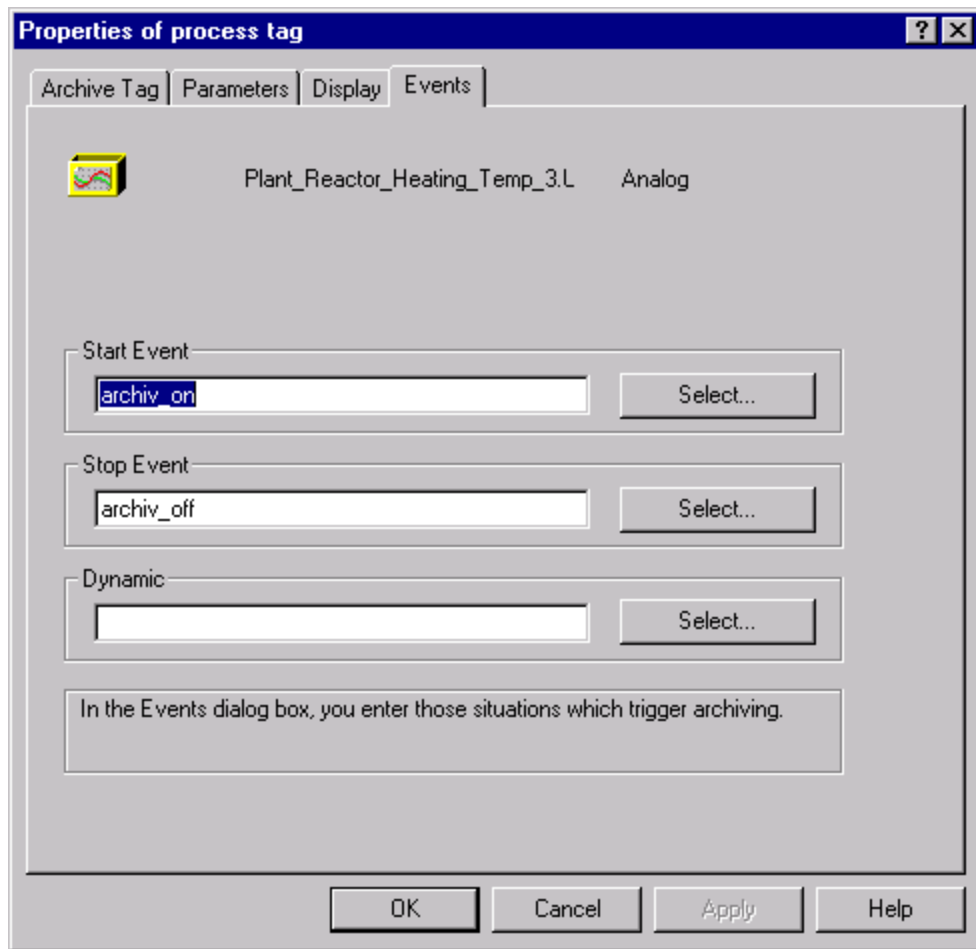 Properties of process tag
Archive Tag Parameters Display Events
Plant_Reactor_Heating_Temp_3.L Analog
Start Event
archiv_on Select...
Stop Event
archiv_off Select...
Dynamic
Select...
In the Events dialog box, you enter those situations which trigger archiving.
OK Cancel Apply Help